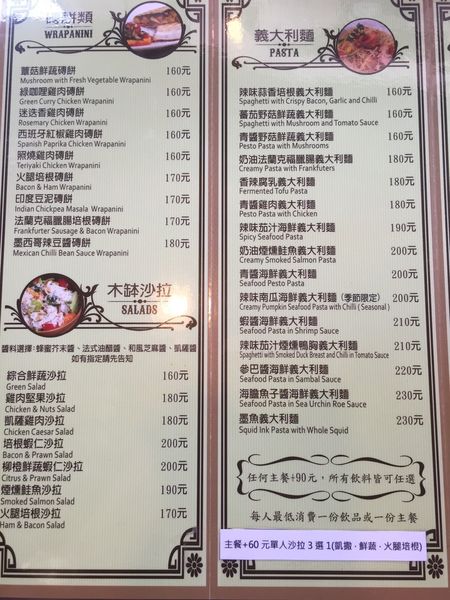 磚餅類
WRAPANINI
蕈菇鮮蔬磚餅 160元
Mushroom with Fresh Vegetable Wrapanini
綠咖哩雞肉磚餅 160元
Green Curry Chicken Wrapanini
迷迭香雞肉磚餅 160元
Rosemary Chicken Wrapanini
西班牙紅椒雞肉磚餅 160元
Spanish Paprika Chicken Wrapanini
照燒雞肉磚餅 160元
Teriyaki Chicken Wrapanini
火腿培根磚餅 170元
Bacon & Ham Wrapanini
印度豆泥磚餅 170元
Indian Chickpea Masala Wrapanini
法蘭克福臘腸培根磚餅 170元
Frankfurter Sausage & Bacon Wrapanini
墨西哥辣豆醬磚餅 180元
Mexican Chilli Bean Sauce Wrapanini
木缽沙拉
SALADS
醬料選擇:蜂蜜芥末醬、法式油醋醬、和風芝麻醬、凱薩醬
如有指定請先告知
綜合鮮蔬沙拉 160元
Green Salad
雞肉堅果沙拉 180元
Chicken & Nuts Salad
凱薩雞肉沙拉 180元
Chicken Caesar Salad
培根蝦仁沙拉 200元
Bacon & Prawn Salad
柳橙鮮蔬蝦仁沙拉 200元
Citrus & Prawn Salad
煙燻鮭魚沙拉 190元
Smoked Salmon Salad
火腿培根沙拉 170元
Ham & Bacon Salad
義大利麵
PASTA
辣味蒜香培根義大利麵 160元
Spaghetti with Crispy Bacon, Garlic and Chilli
蕃茄野菇鮮蔬義大利麵 160元
Spaghetti with Mushroom and Tomato Sauce
青醬野菇鮮蔬義大利麵 160元
Pesto Pasta with Mushrooms
奶油法蘭克福臘腸義大利麵 180元
Creamy Pasta with Frankfuters
香辣腐乳義大利麵 180元
Fermented Tofu Pasta
青醬雞肉義大利麵 180元
Pesto Pasta with Chicken
辣味茄汁海鮮義大利麵 190元
Spicy Seafood Pasta
奶油煙燻鮭魚義大利麵 200元
Creamy Smoked Salmon Pasta
青醬海鮮義大利麵 200元
Seafood Pesto Pasta
辣味南瓜海鮮義大利麵（季節限定） 200元
Creamy Pumpkin Seafood Pasta with Chilli ( Seasonal )
蝦醬海鮮義大利麵 210元
Seafood Pasta in Shrimp Sauce
辣味茄汁煙燻鴨胸義大利麵 210元
Spaghetti with Smoked Duck Breast and Chilli in Tomato Sauce
參巴醬海鮮義大利麵 220元
Seafood Pasta in Sambal Sauce
海膽魚子醬海鮮義大利麵 230元
Seafood Pasta in Sea Urchin Roe Sauce
墨魚義大利麵 230元
Squid Ink Pasta with Whole Squid
任何主餐+90元，所有飲料皆可任選
每人最低消費一份飲品或一份主餐
主餐+60 元單人沙拉 3 選 1(凱撒 . 鮮蔬 . 火腿培根)